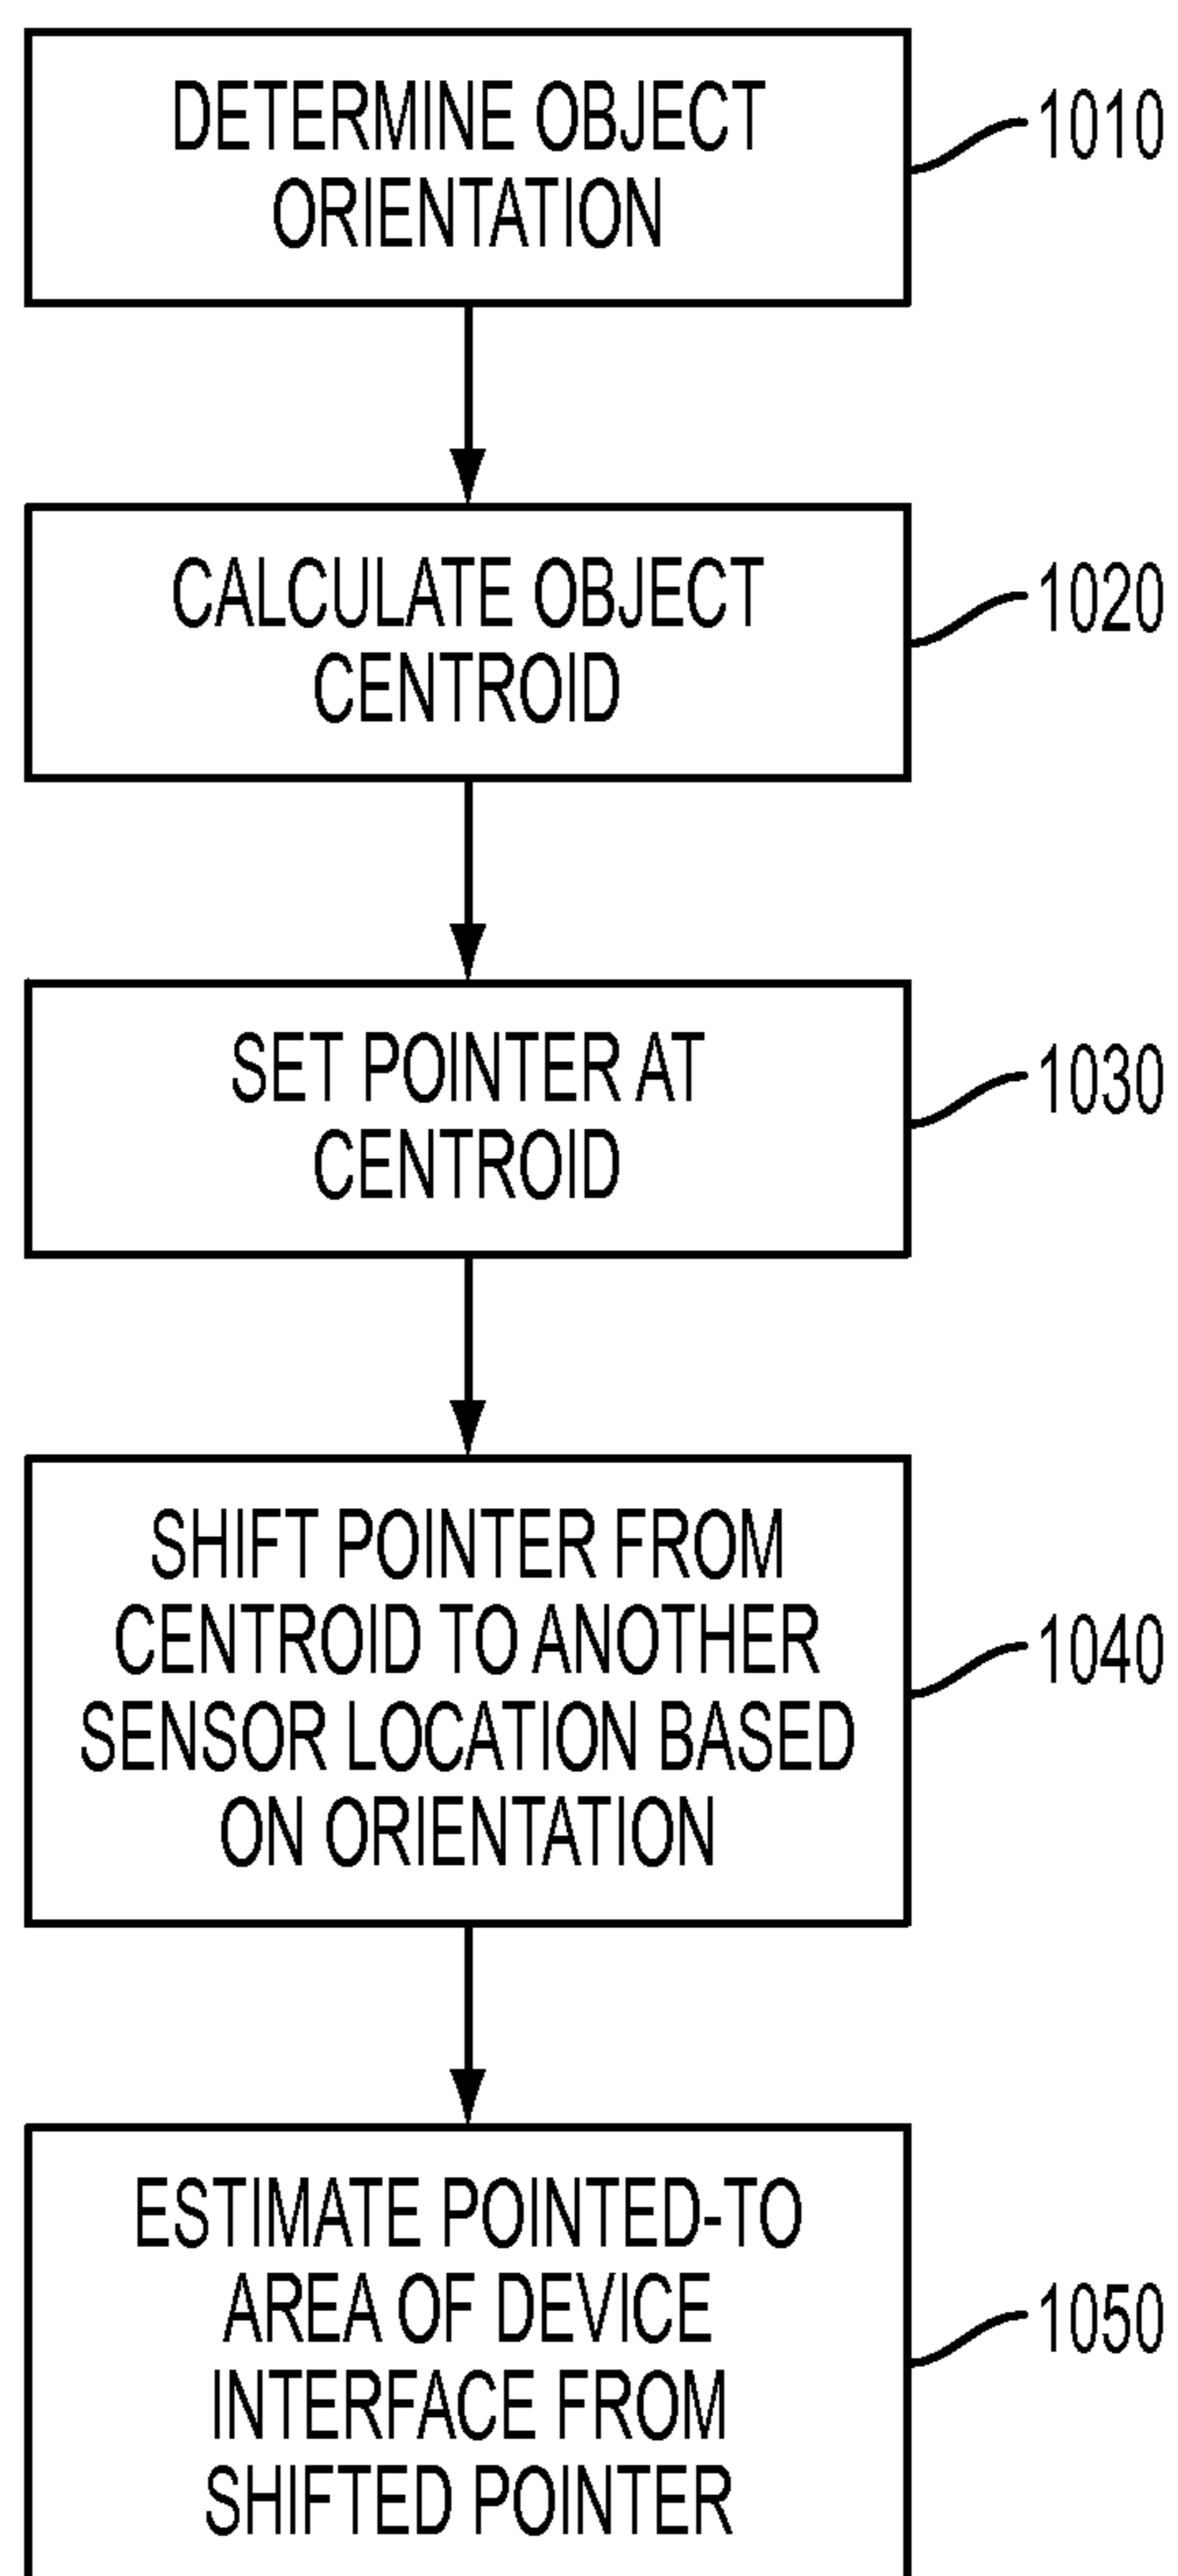 DETERMINE OBJECT
ORIENTATION
1010
CALCULATE OBJECT
CENTROID
1020
SET POINTER AT
CENTROID
1030
SHIFT POINTER FROM
CENTROID TO ANOTHER
SENSOR LOCATION BASED
ON ORIENTATION
1040
ESTIMATE POINTED-TO
AREA OF DEVICE
INTERFACE FROM
SHIFTED POINTER
1050